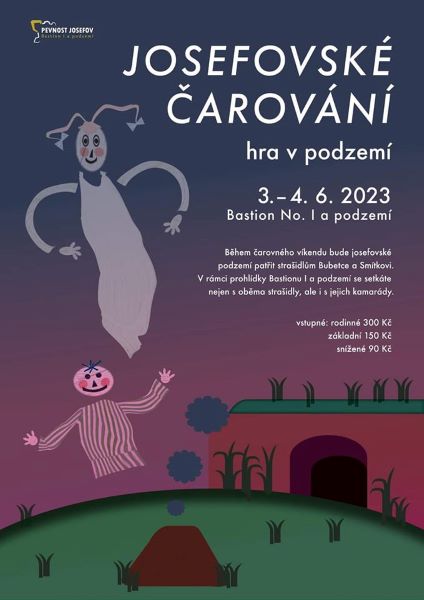 PEVNOST JOSEFOV
Bastion I a podzemí
JOSEFOVSKÉ
ČAROVÁNÍ
hra v podzemí
3.–4. 6. 2023
Bastion No. I a podzemí
Během čarovného víkendu bude josefovské
podzemí patřit strašidlům Bubetce a Smítkovi.
V rámci prohlídky Bastionu I a podzemí se setkáte
nejen s oběma strašidly, ale i s jejich kamarády.
vstupné: rodinné 300 Kč
základní 150 Kč
snížené 90 Kč